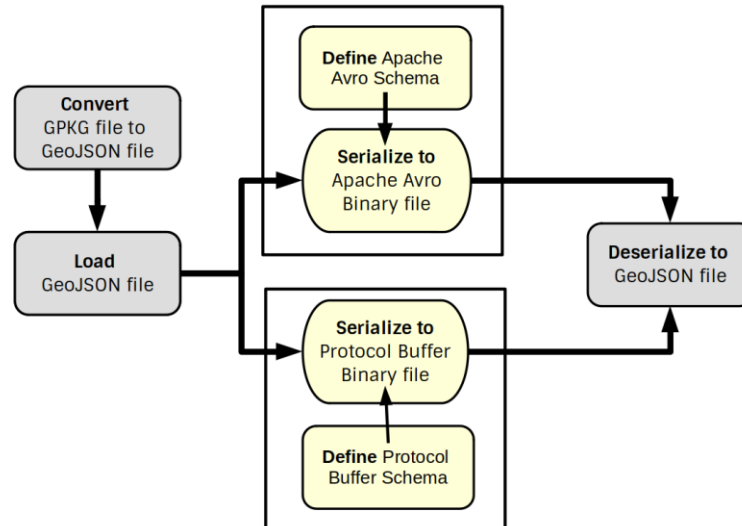 Define Apache
Avro Schema
Convert
GPKG file to
GeoJSON file
Serialize to
Apache Avro
Binary file
Load
GeoJSON file
Deserialize to
GeoJSON file
Serialize to
Protocol Buffer
Binary file
Define Protocol
Buffer Schema